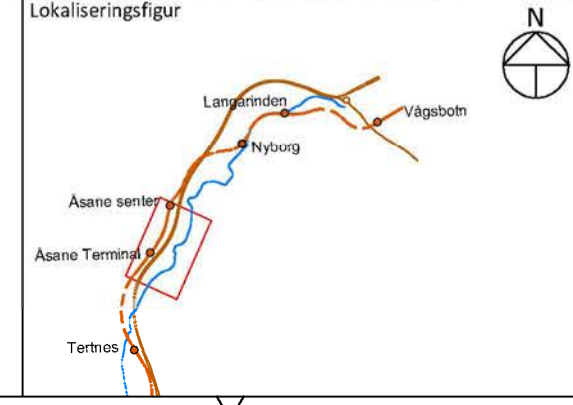 Lokaliseringsfigur
N
Langarinden
Vågsbotn
Nyborg
Åsane senter
Åsane Terminal
Tertnes